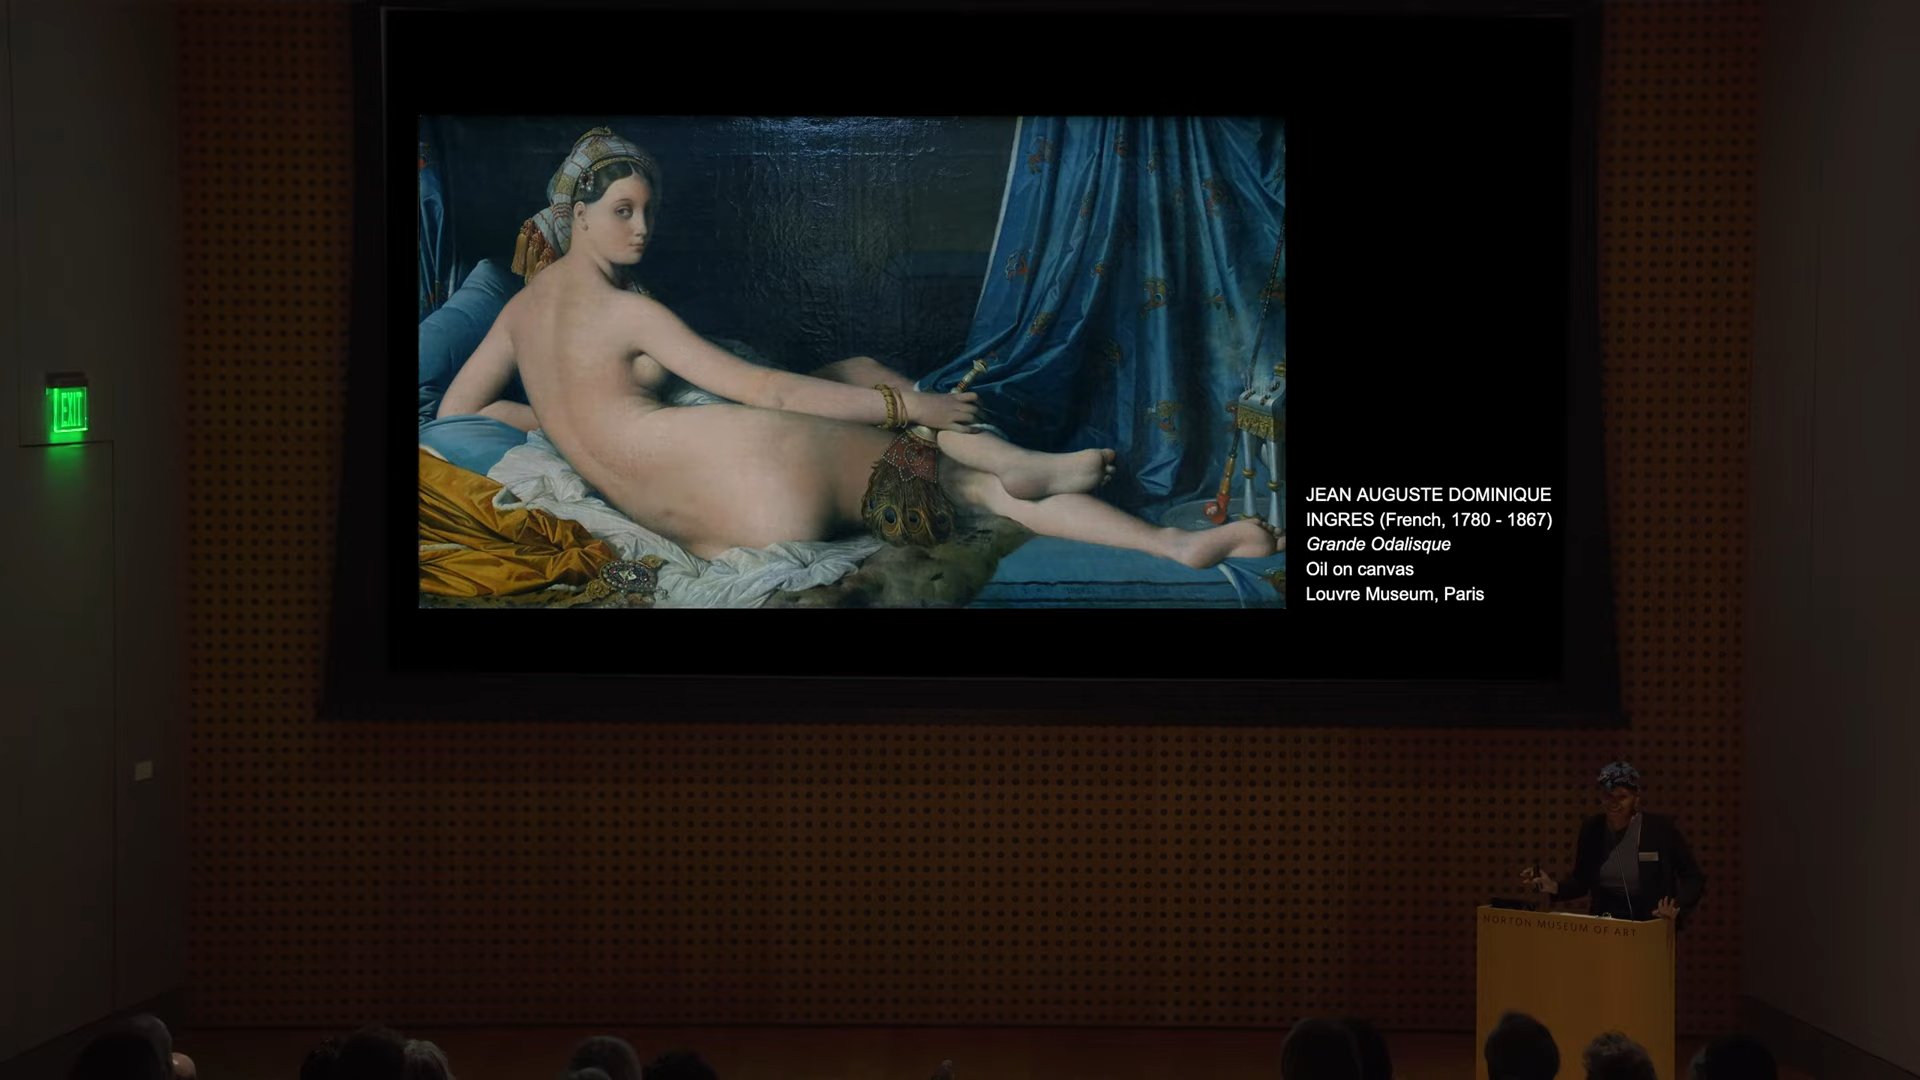 EXIT
JEAN AUGUSTE DOMINIQUE
INGRES (French, 1780 - 1867)
Grande Odalisque
Oil on canvas
Louvre Museum, Paris
NORTON MUSEUM OF ART